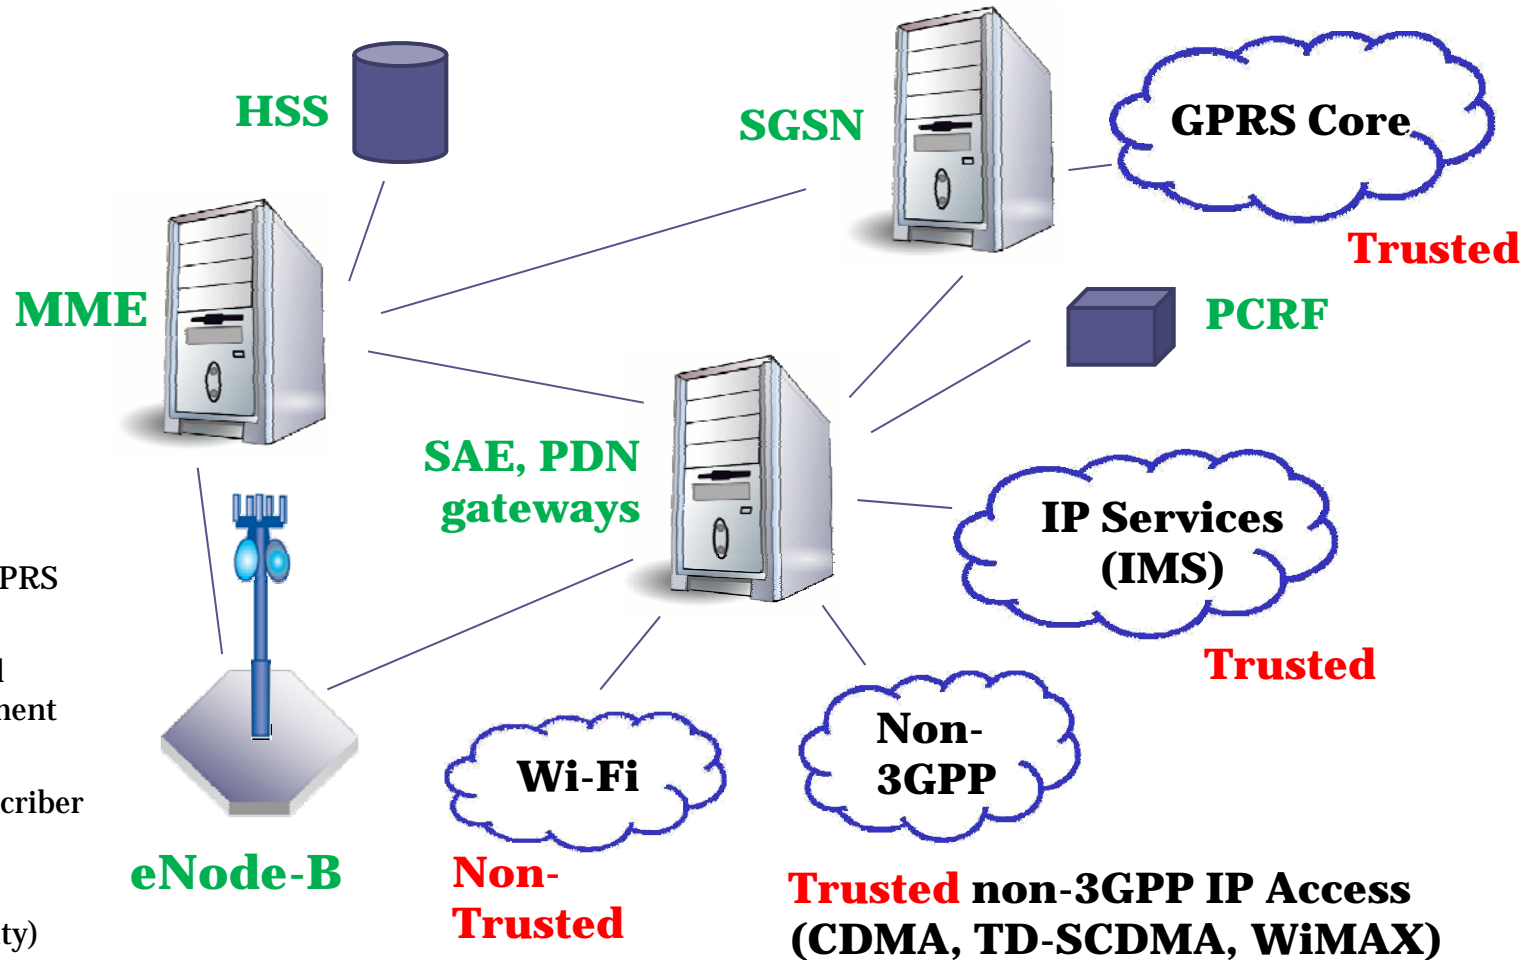 HSS
SGSN
GPRS Core
Trusted
MME
PCRF
SAE, PDN
gateways
IP Services
(IMS)
Trusted
PRS
ment
criber
ty)
eNode-B
Wi-Fi
Non-
Trusted
Non-
3GPP
Trusted non-3GPP IP Access
(CDMA, TD-SCDMA, WiMAX)